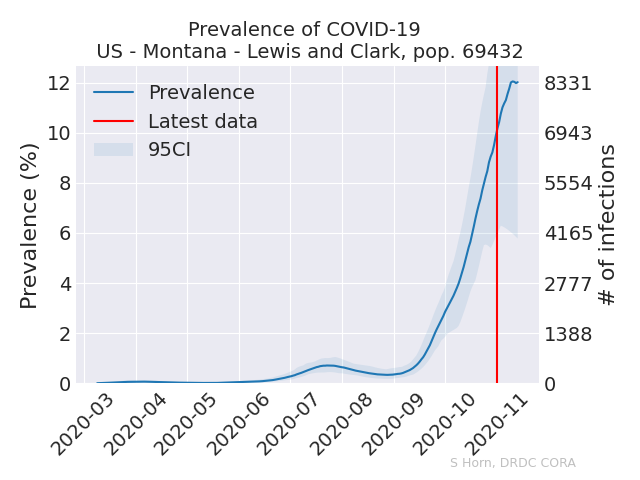 Prevalence of COVID-19
US - Montana - Lewis and Clark, pop. 69432
Prevalence
Latest data
95CI
Prevalence (%)
12
10
8
6
4
2
0
8331
6943
5554
4165
2777
1388
0
# of infections
2020-03
2020-04
2020-05
2020-06
2020-07
2020-08
2020-09
2020-10
2020-11
S Horn, DRDC CORA